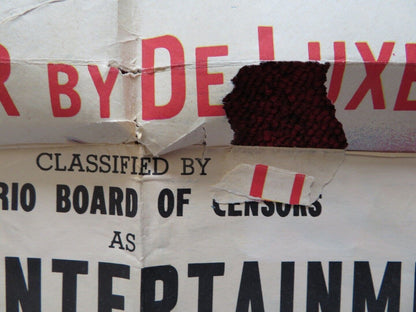 R BY DE LUXE
CLASSIFIED BY
RIO BOARD OF CENSORS
AS
NTERTAINM